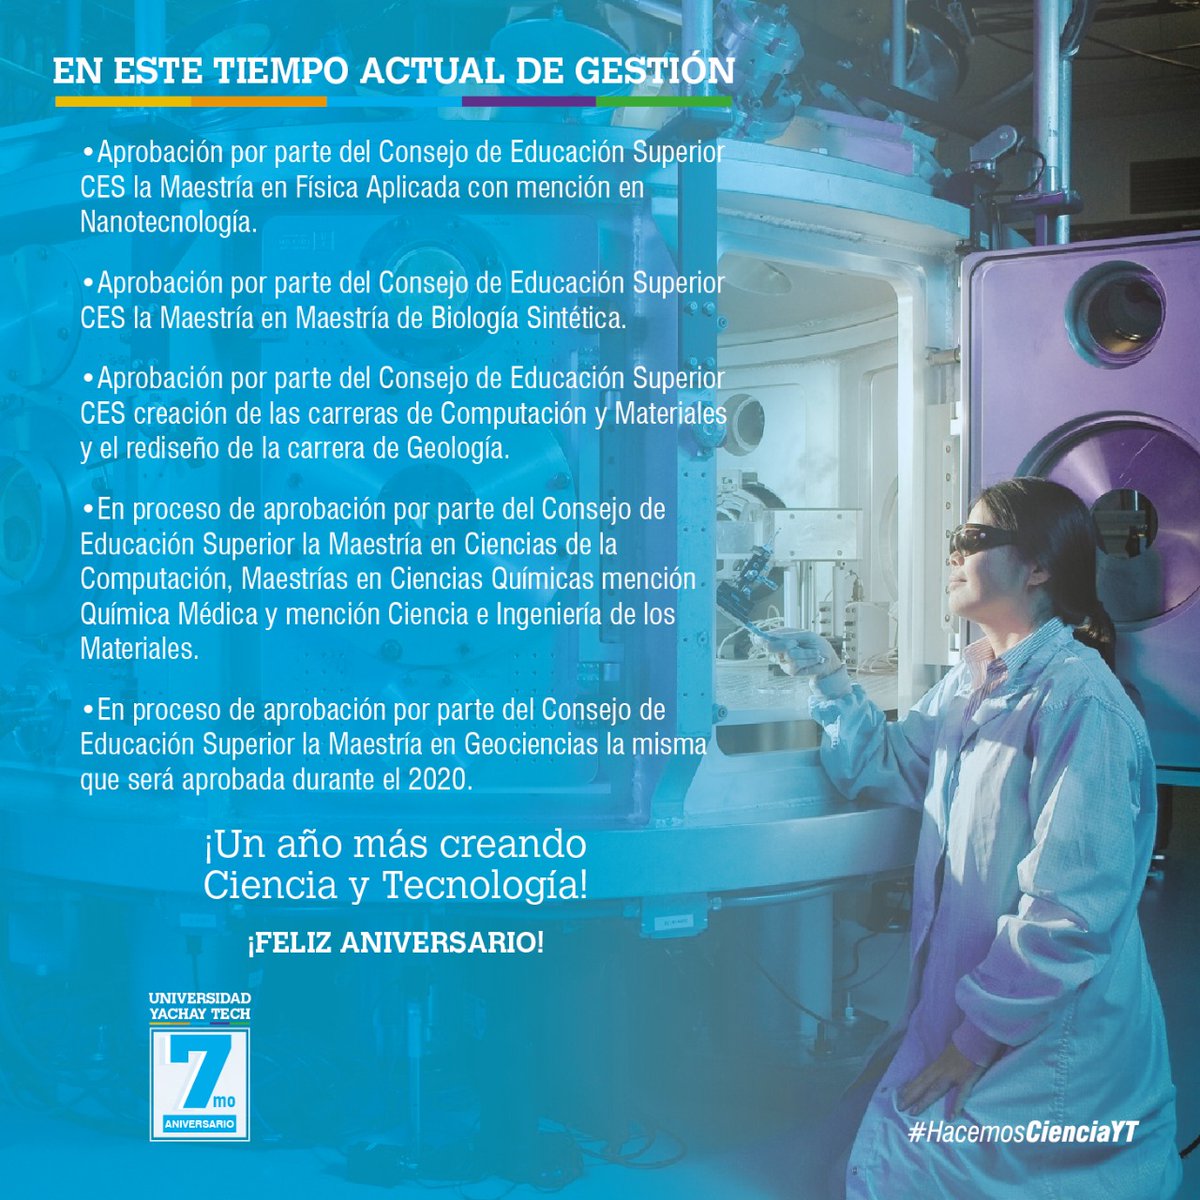 EN ESTE TIEMPO ACTUAL DE GESTIÓN
•Aprobación por parte del Consejo de Educación Superior
CES la Maestría en Física Aplicada con mención en
Nanotecnología.
•Aprobación por parte del Consejo de Educación Superior
CES la Maestría en Maestría de Biología Sintética.
•Aprobación por parte del Consejo de Educación Superior
CES creación de las carreras de Computación y Materiales
y el rediseño de la carrera de Geología.
•En proceso de aprobación por parte del Consejo de
Educación Superior la Maestría en Ciencias de la
Computación, Maestrías en Ciencias Químicas mención
Química Médica y mención Ciencia e Ingeniería de los
Materiales.
•En proceso de aprobación por parte del Consejo de
Educación Superior la Maestría en Geociencias la misma
que será aprobada durante el 2020.
¡Un año más creando
Ciencia y Tecnología!
¡FELIZ ANIVERSARIO!
UNIVERSIDAD
YACHAY TECH
7mo
ANIVERSARIO
#HacemosCienciaYT